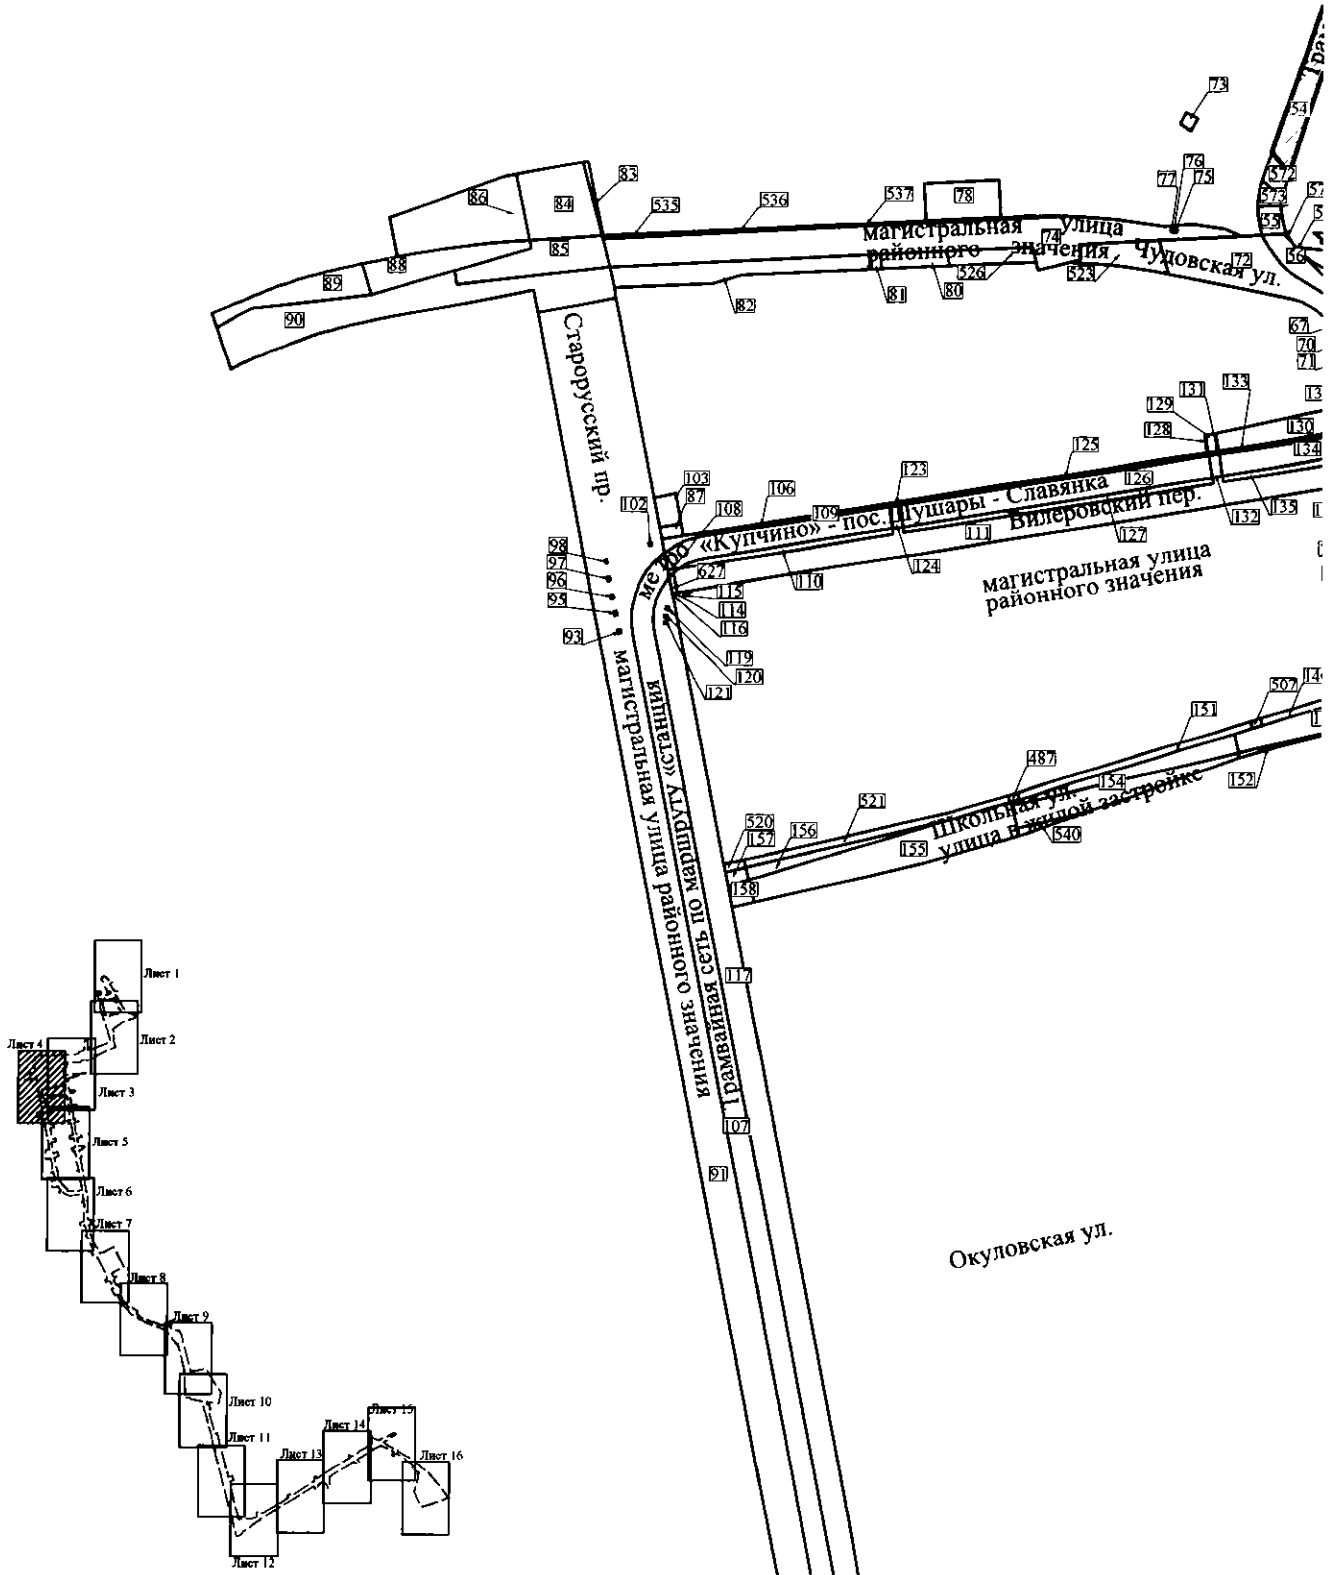 73
54
76
77
75
572
573
83
86
84
535
536
537
78
55
56
магистральная улица
районного значения
74
Чудовская ул.
85
88
89
90
72
526
523
81
80
82
67
70
71
Старорусский пр.
133
131
129
128
130
134
125
123
126
103
87
102
106
108
109
метро «Купчино» - пос. Шушары - Славянка
Вилеровский пер.
111
127
132
135
98
97
96
95
93
627
110
124
115
114
116
119
120
121
магистральная улица
районного значения
507
151
487
154
152
521
520
156
157
Школьная ул.
улица в жилой застройке
155
540
158
магистральная улица районного значения
Трамвайная сеть по маршруту «станция
117
107
91
Окуловская ул.
Лист 1
Лист 2
Лист 4
Лист 3
Лист 5
Лист 6
Лист 7
Лист 8
Лист 9
Лист 10
Лист 11
Лист 15
Лист 14
Лист 13
Лист 16
Лист 12